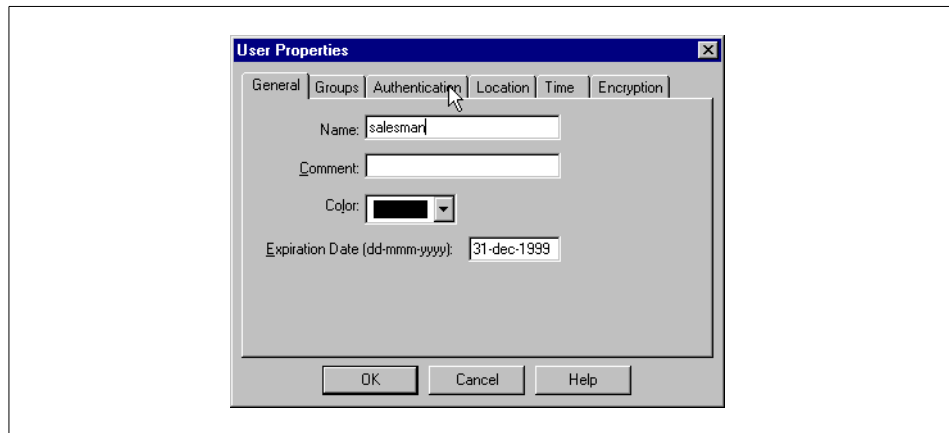 User Properties
General Groups Authentication Location Time Encryption
Name: salesman
Comment:
Color:
Expiration Date (dd-mmm-yyyy): 31-dec-1999
OK Cancel Help